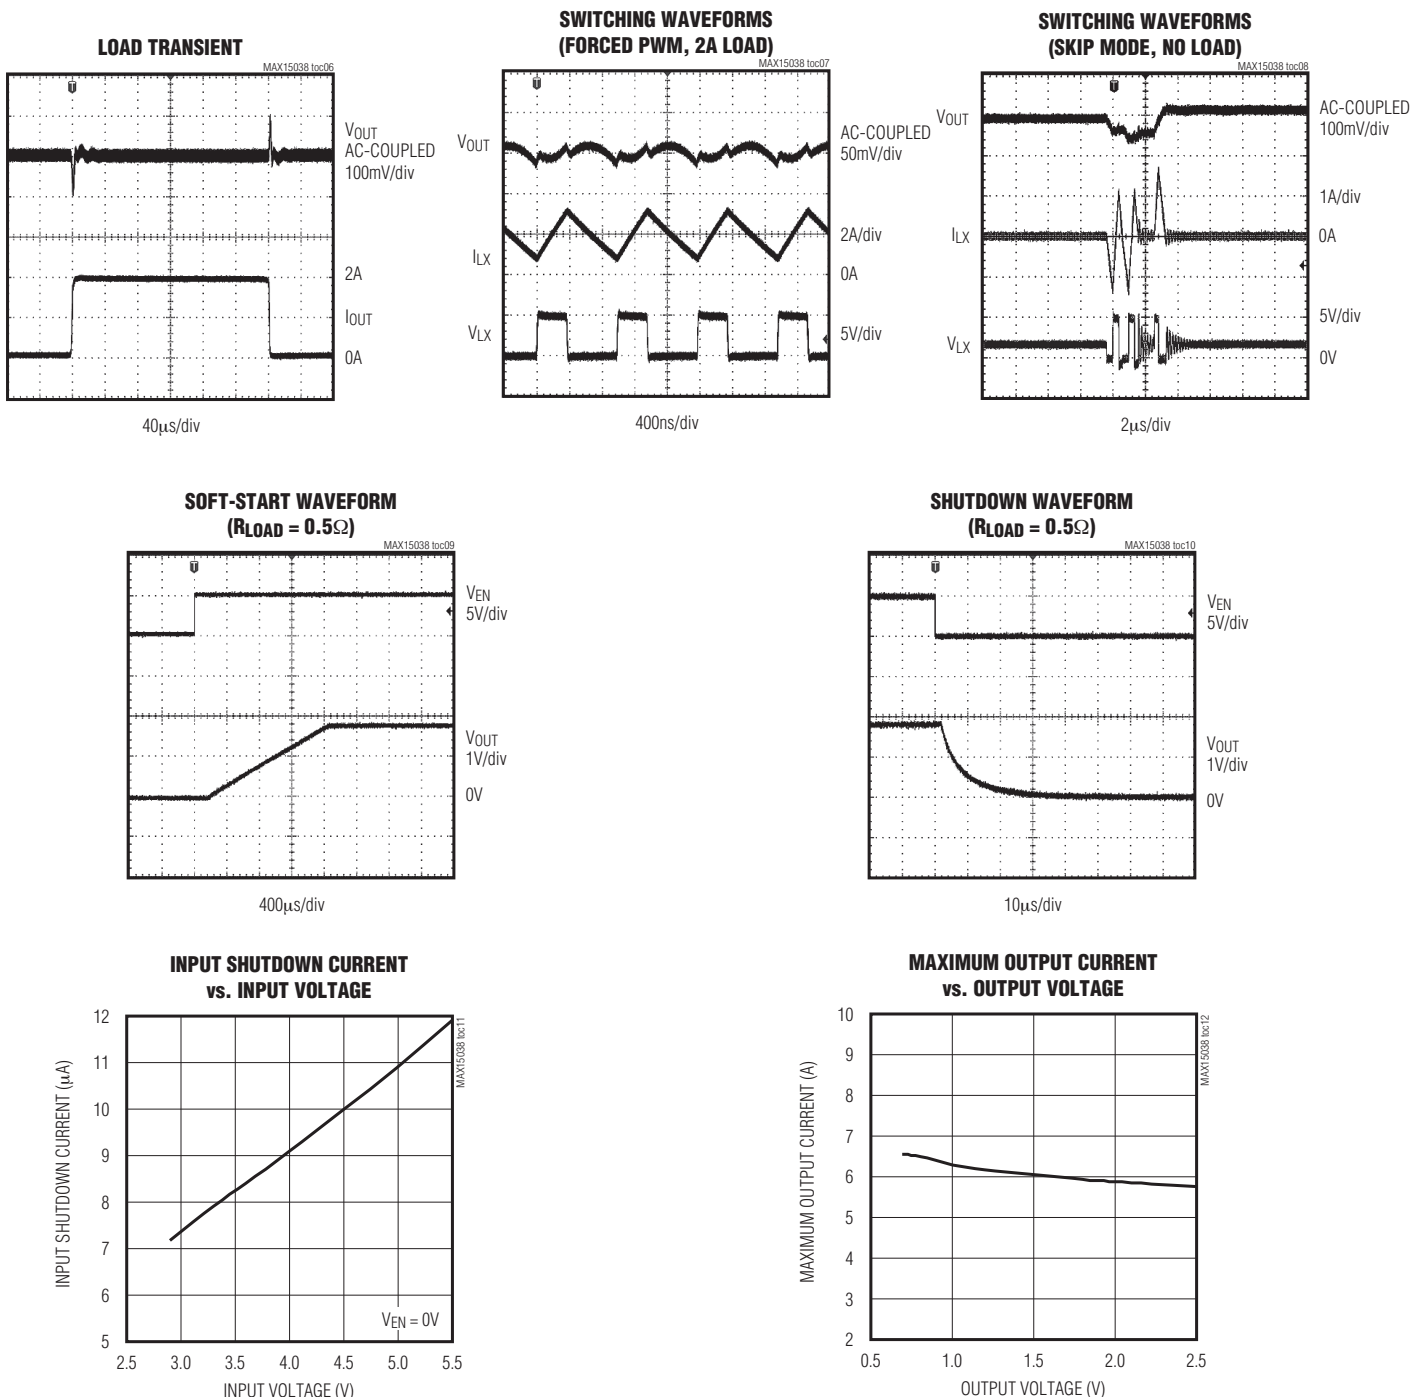 LOAD TRANSIENT
MAX15038 toc06
VOUT
AC-COUPLED
100mV/div
2A
IOUT
0A
40µs/div
SWITCHING WAVEFORMS
(FORCED PWM, 2A LOAD)
MAX15038 toc07
VOUT
AC-COUPLED
50mV/div
2A/div
ILX
0A
VLX
5V/div
400ns/div
SWITCHING WAVEFORMS
(SKIP MODE, NO LOAD)
MAX15038 toc08
VOUT
AC-COUPLED
100mV/div
1A/div
ILX
0A
5V/div
VLX
0V
2µs/div
SOFT-START WAVEFORM
(RLOAD = 0.5Ω)
MAX15038 toc09
VEN
5V/div
VOUT
1V/div
0V
400µs/div
SHUTDOWN WAVEFORM
(RLOAD = 0.5Ω)
MAX15038 toc10
VEN
5V/div
VOUT
1V/div
0V
10µs/div
INPUT SHUTDOWN CURRENT
vs. INPUT VOLTAGE
MAX15038 toc11
INPUT SHUTDOWN CURRENT (µA)
12
11
10
9
8
7
6
5
VEN = 0V
2.5 3.0 3.5 4.0 4.5 5.0 5.5
INPUT VOLTAGE (V)
MAXIMUM OUTPUT CURRENT
vs. OUTPUT VOLTAGE
MAX15038 toc12
MAXIMUM OUTPUT CURRENT (A)
10
9
8
7
6
5
4
3
2
0.5 1.0 1.5 2.0 2.5
OUTPUT VOLTAGE (V)